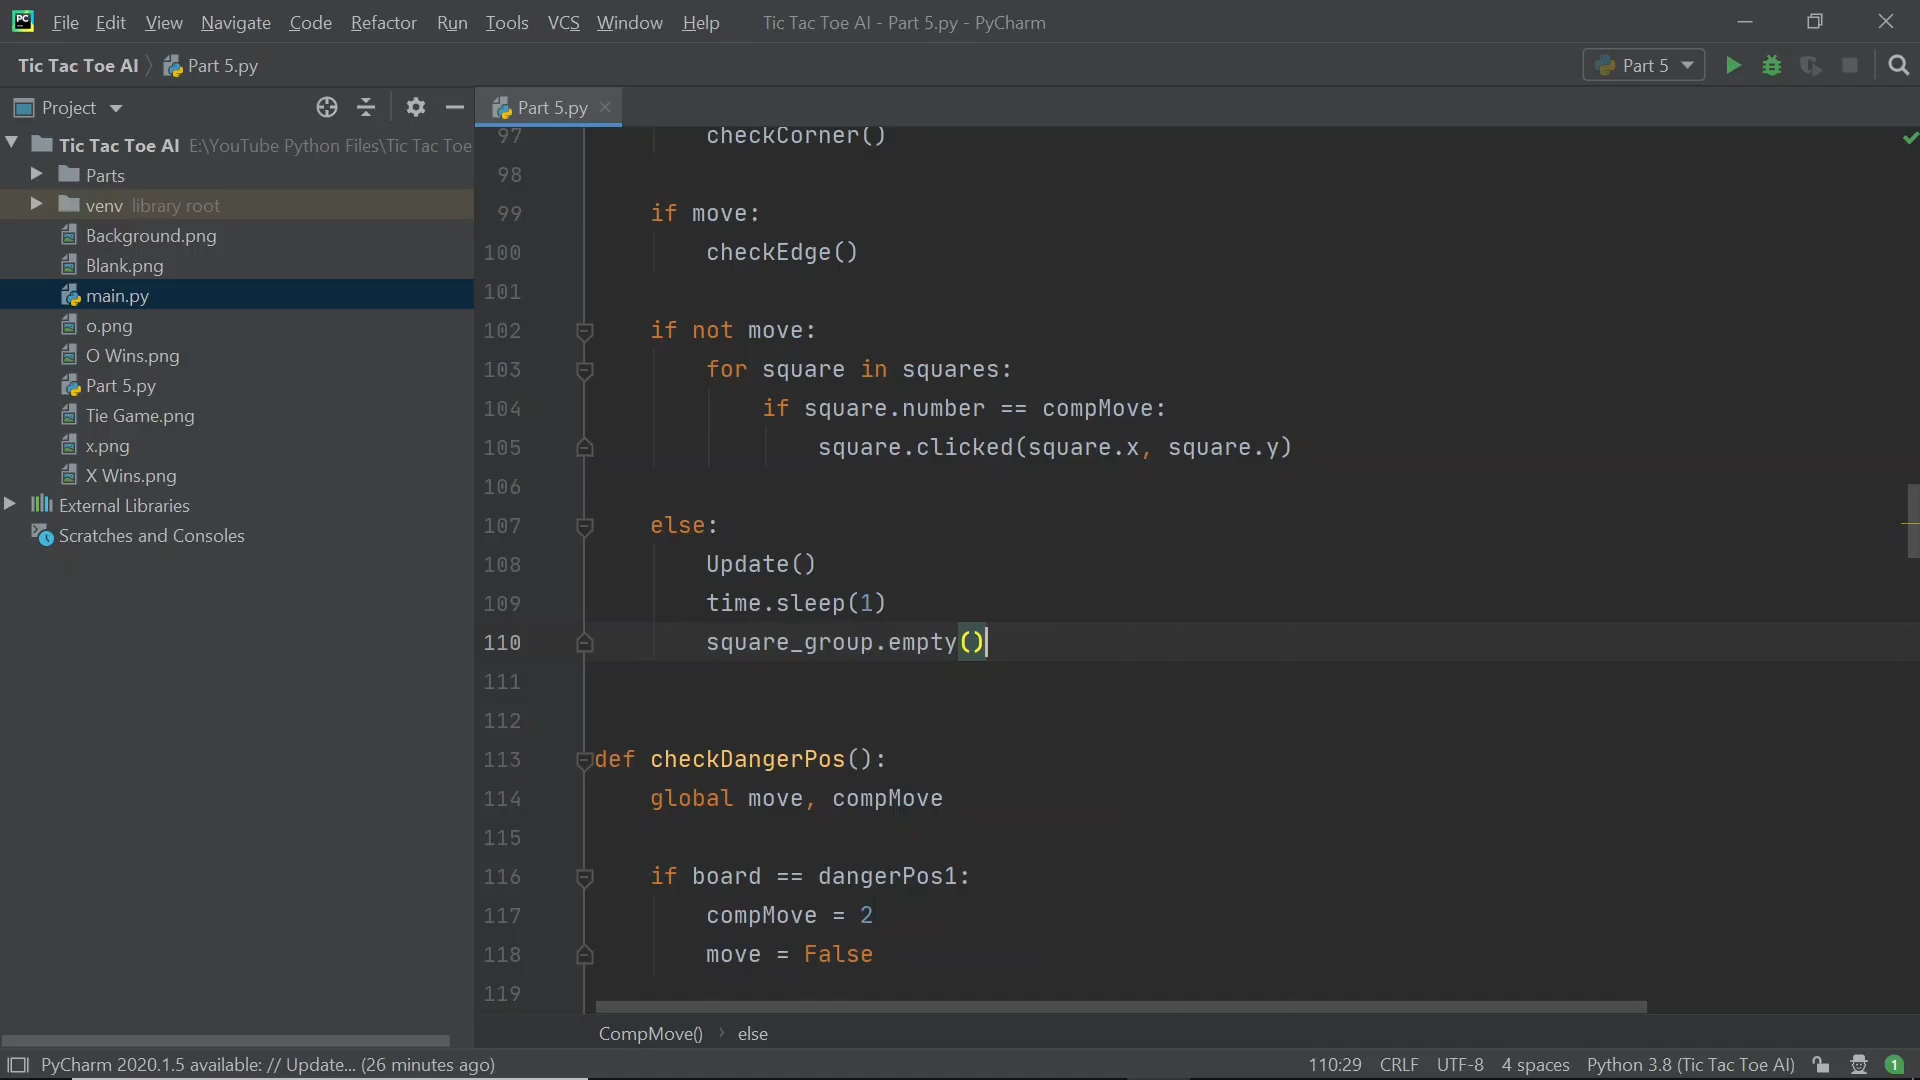 PC File Edit View Navigate Code Refactor Run Tools VCS Window Help Tic Tac Toe AI - Part 5.py - PyCharm
Tic Tac Toe AI Part 5.py Part 5
Project Part 5.py
Tic Tac Toe AI E:\YouTube Python Files\Tic Tac Toe
Parts
venv library root
Background.png
Blank.png
main.py
o.png
O Wins.png
Part 5.py
Tie Game.png
x.png
X Wins.png
External Libraries
Scratches and Consoles
97 checkCorner()
98
99 if move:
100 checkEdge()
101
102 if not move:
103 for square in squares:
104 if square.number == compMove:
105 square.clicked(square.x, square.y)
106
107 else:
108 Update()
109 time.sleep(1)
110 square_group.empty()
111
112
113 def checkDangerPos():
114 global move, compMove
115
116 if board == dangerPos1:
117 compMove = 2
118 move = False
119
CompMove() › else
PyCharm 2020.1.5 available: // Update... (26 minutes ago) 110:29 CRLF UTF-8 4 spaces Python 3.8 (Tic Tac Toe AI) 1